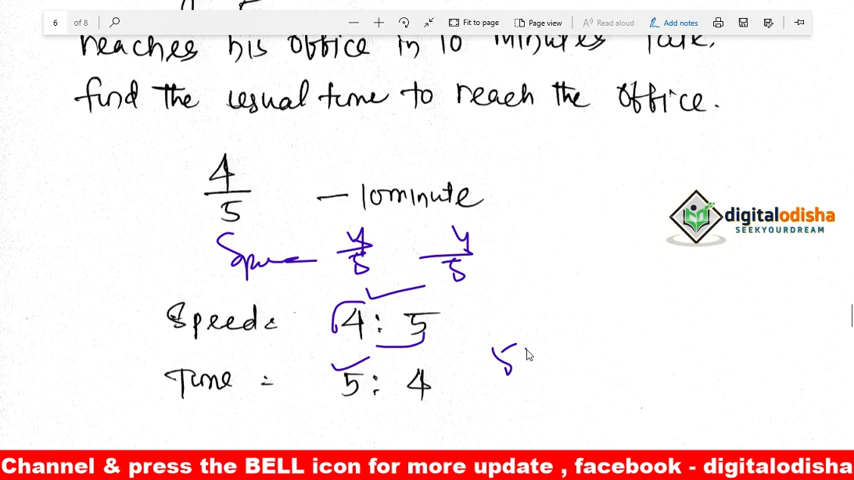 6 of 8 Fit to page Page view Read aloud Add notes
reaches his office in 10 minutes late.
find the usual time to reach the office.
4
5
— 10 minute
4
5
4
5
Speed = 4 : 5
Time = 5 : 4
5
digitalodisha
SEEKYOURDREAM
Channel & press the BELL icon for more update , facebook - digitalodisha